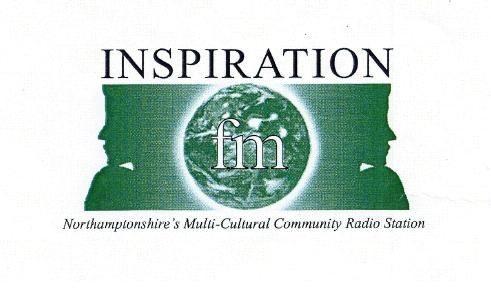 INSPIRATION
fm
Northamptonshire's Multi-Cultural Community Radio Station